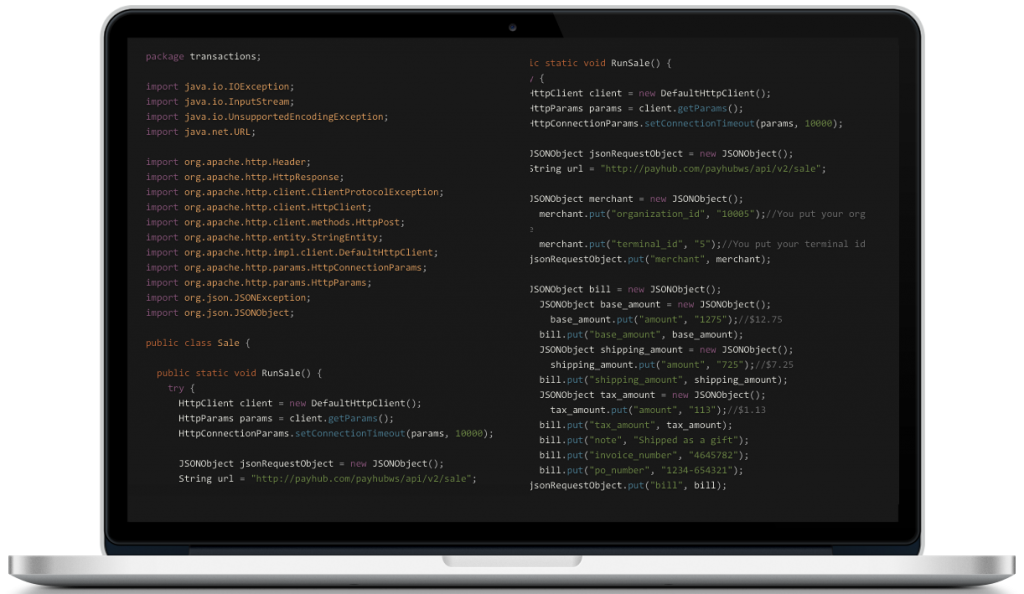 package transactions;
import java.io.IOException;
import java.io.InputStream;
import java.io.UnsupportedEncodingException;
import java.net.URL;
import org.apache.http.Header;
import org.apache.http.HttpResponse;
import org.apache.http.client.ClientProtocolException;
import org.apache.http.client.HttpClient;
import org.apache.http.client.methods.HttpPost;
import org.apache.http.entity.StringEntity;
import org.apache.http.impl.client.DefaultHttpClient;
import org.apache.http.params.HttpConnectionParams;
import org.apache.http.params.HttpParams;
import org.json.JSONException;
import org.json.JSONObject;
public class Sale {
public static void RunSale() {
try {
HttpClient client = new DefaultHttpClient();
HttpParams params = client.getParams();
HttpConnectionParams.setConnectionTimeout(params, 10000);
JSONObject jsonRequestObject = new JSONObject();
String url = "http://payhub.com/payhubws/api/v2/sale";
ic static void RunSale() {
y {
HttpClient client = new DefaultHttpClient();
HttpParams params = client.getParams();
HttpConnectionParams.setConnectionTimeout(params, 10000);
JSONObject jsonRequestObject = new JSONObject();
String url = "http://payhub.com/payhubws/api/v2/sale";
JSONObject merchant = new JSONObject();
merchant.put("organization_id", "10005");//You put your org
merchant.put("terminal_id", "5");//You put your terminal id
jsonRequestObject.put("merchant", merchant);
JSONObject bill = new JSONObject();
JSONObject base_amount = new JSONObject();
base_amount.put("amount", "1275");//$12.75
bill.put("base_amount", base_amount);
JSONObject shipping_amount = new JSONObject();
shipping_amount.put("amount", "725");//$7.25
bill.put("shipping_amount", shipping_amount);
JSONObject tax_amount = new JSONObject();
tax_amount.put("amount", "113");//$1.13
bill.put("tax_amount", tax_amount);
bill.put("note", "Shipped as a gift");
bill.put("invoice_number", "4645782");
bill.put("po_number", "1234-654321");
jsonRequestObject.put("bill", bill);